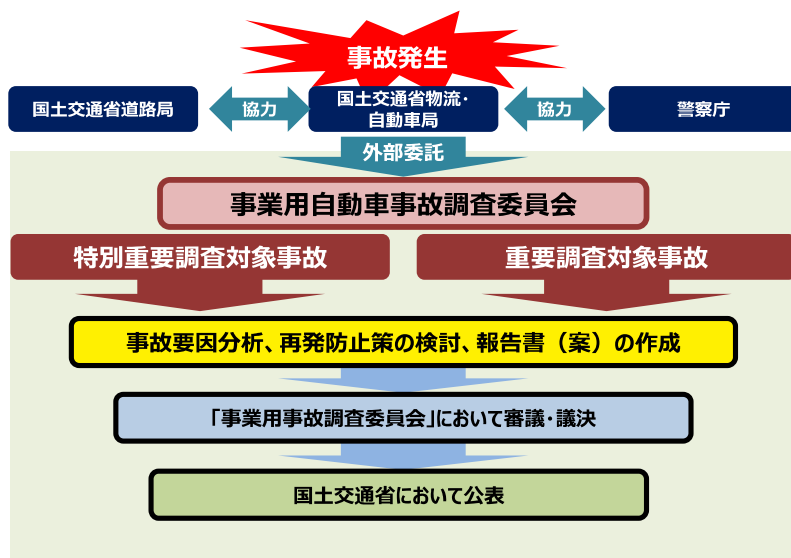 事故発生
国土交通省道路局
協力
国土交通省物流・
自動車局
協力
警察庁
外部委託
事業用自動車事故調査委員会
特別重要調査対象事故
重要調査対象事故
事故要因分析、再発防止策の検討、報告書（案）の作成
「事業用事故調査委員会」において審議・議決
国土交通省において公表